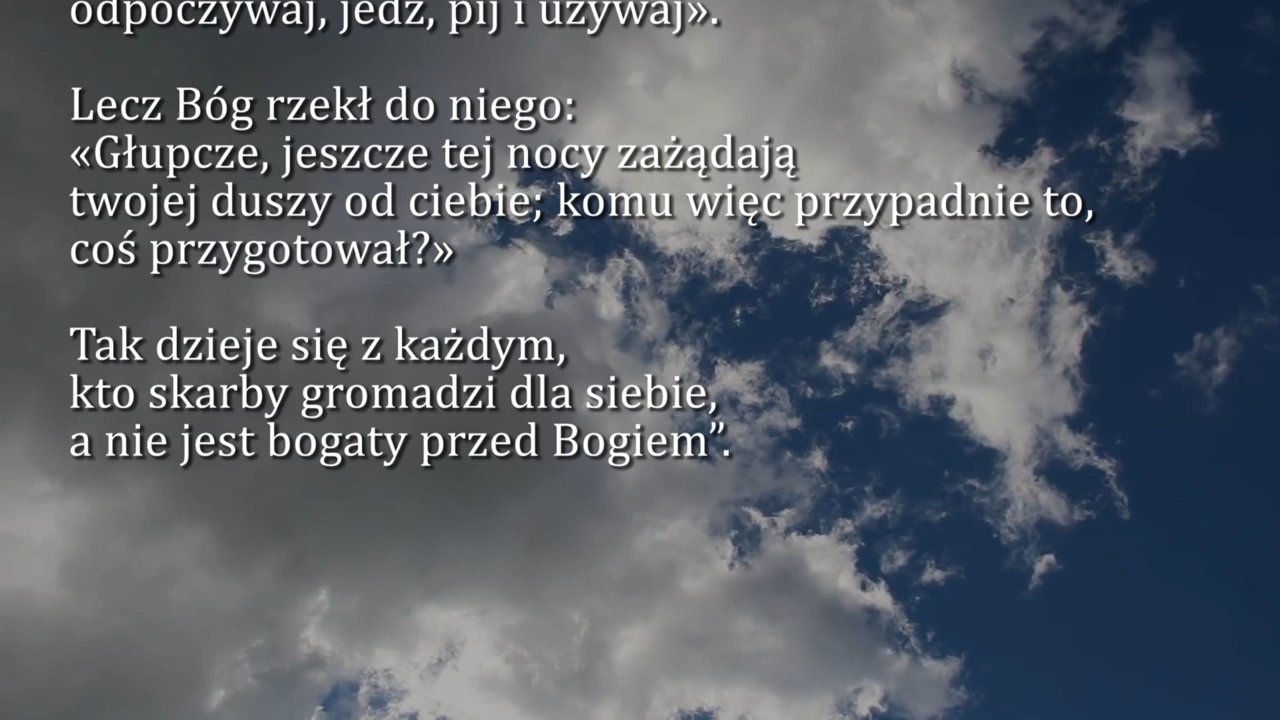 odpoczywaj, jedz, pij i używaj».
Lecz Bóg rzekł do niego:
«Głupcze, jeszcze tej nocy zażądają
twojej duszy od ciebie; komu więc przypadnie to,
coś przygotował?»
Tak dzieje się z każdym,
kto skarby gromadzi dla siebie,
a nie jest bogaty przed Bogiem”.